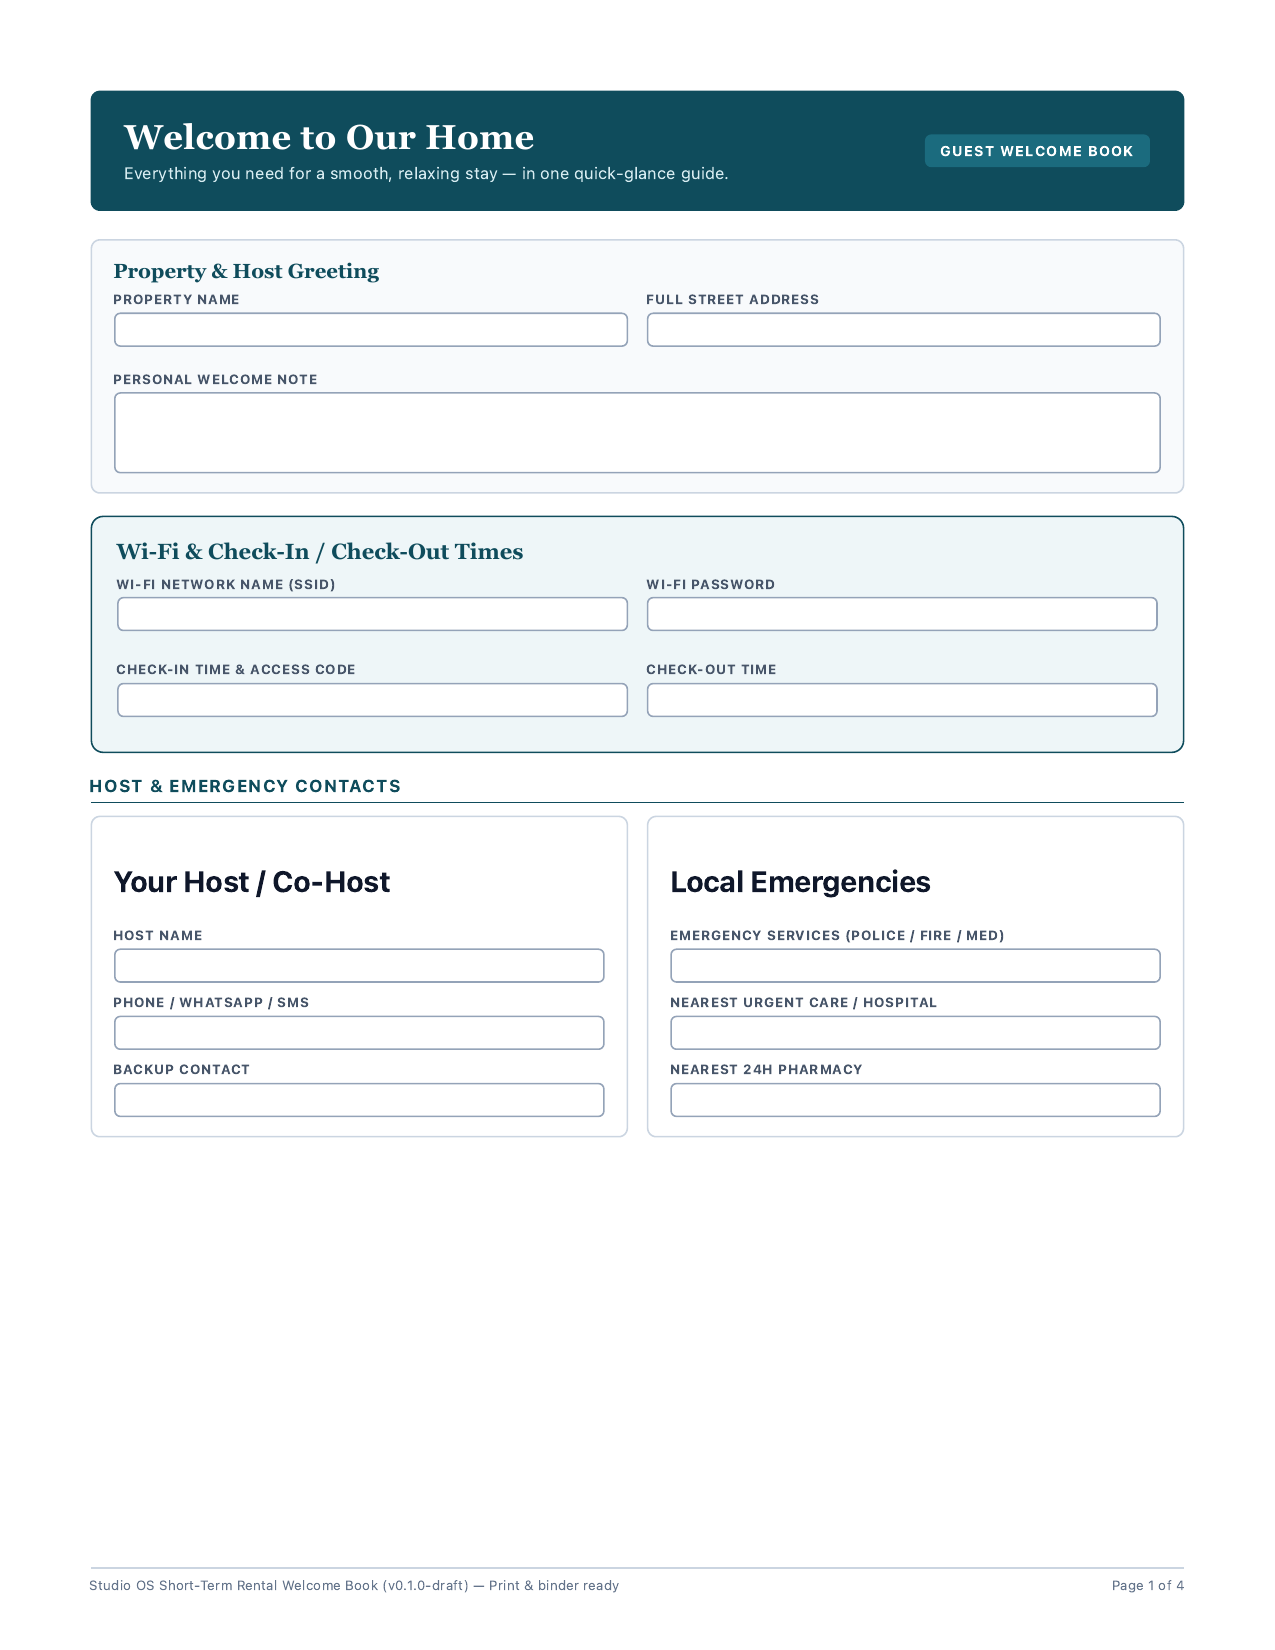 Welcome to Our Home
Everything you need for a smooth, relaxing stay — in one quick-glance guide.
GUEST WELCOME BOOK
Property & Host Greeting
PROPERTY NAME
FULL STREET ADDRESS
PERSONAL WELCOME NOTE
Wi-Fi & Check-In / Check-Out Times
WI-FI NETWORK NAME (SSID)
WI-FI PASSWORD
CHECK-IN TIME & ACCESS CODE
CHECK-OUT TIME
HOST & EMERGENCY CONTACTS
Your Host / Co-Host
HOST NAME
PHONE / WHATSAPP / SMS
BACKUP CONTACT
Local Emergencies
EMERGENCY SERVICES (POLICE / FIRE / MED)
NEAREST URGENT CARE / HOSPITAL
NEAREST 24H PHARMACY
Studio OS Short-Term Rental Welcome Book (v0.1.0-draft) — Print & binder ready
Page 1 of 4